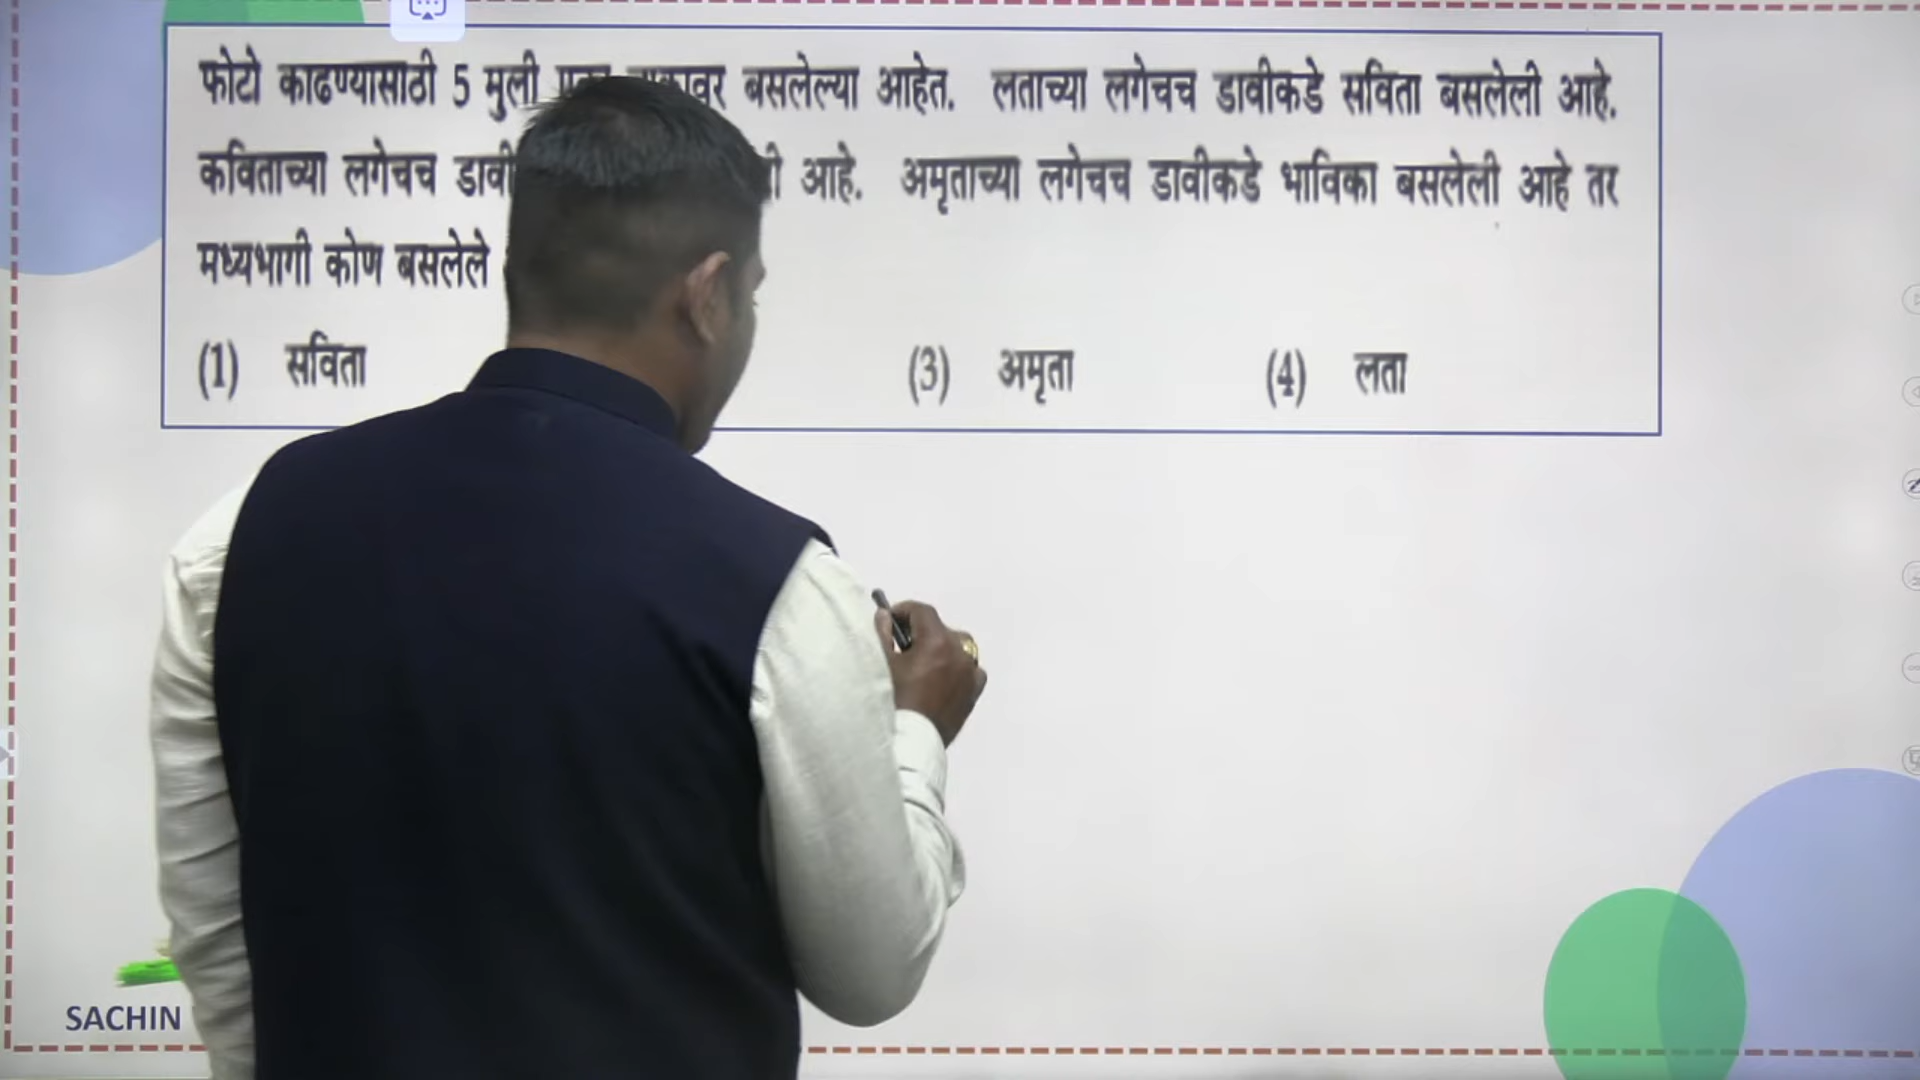 फोटो काढण्यासाठी 5 मुली बसलेल्या आहेत. लताच्या लगेचच डावीकडे सविता बसलेली आहे.
कविताच्या लगेचच आहे. अमृताच्या लगेचच डावीकडे भाविका बसलेली आहे तर
मध्यभागी कोण बसलेले
(1) सविता (3) अमृता (4) लता
SACHIN